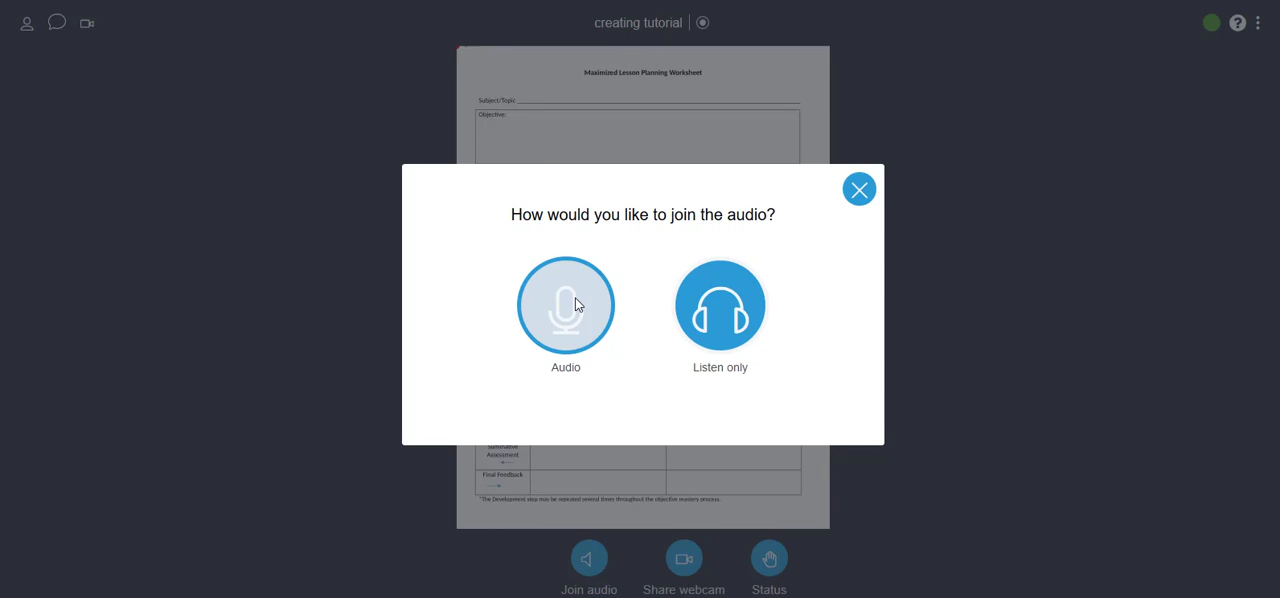 creating tutorial
Maximized Lesson Planning Worksheet
Subject/Topic
Objective:
How would you like to join the audio?
Audio
Listen only
Summative
Assessment
Final Feedback
*The Development step may be repeated several times throughout the objective mastery process.
Join audio
Share webcam
Status